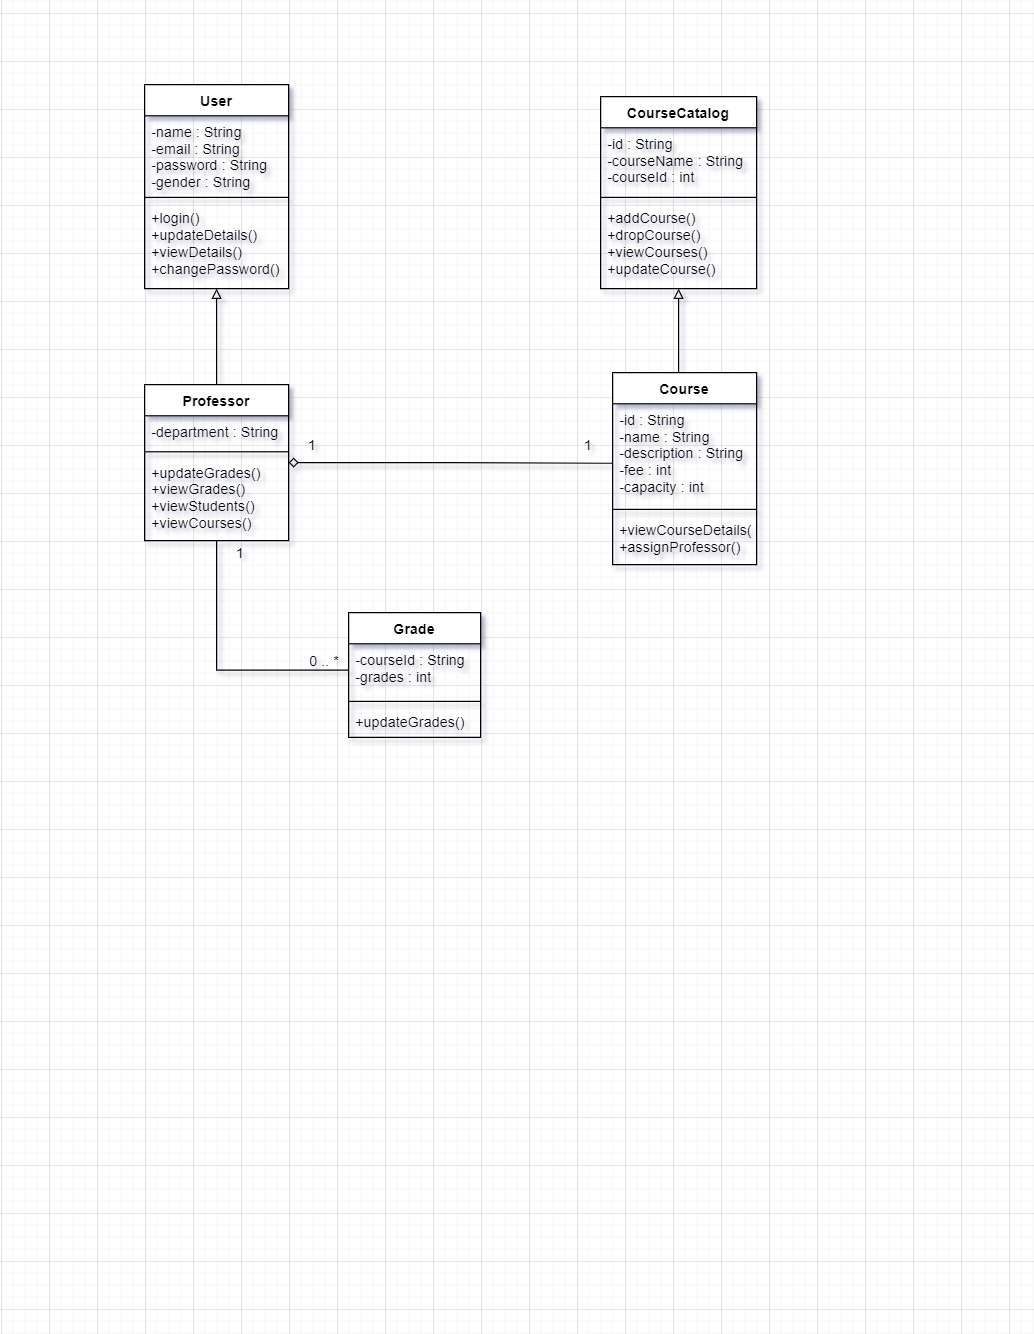 User
-name : String
-email : String
-password : String
-gender : String
+login()
+updateDetails()
+viewDetails()
+changePassword()
CourseCatalog
-id : String
-courseName : String
-courseId : int
+addCourse()
+dropCourse()
+viewCourses()
+updateCourse()
Professor
-department : String
+updateGrades()
+viewGrades()
+viewStudents()
+viewCourses()
1
1
Course
-id : String
-name : String
-description : String
-fee : int
-capacity : int
+viewCourseDetails(
+assignProfessor()
1
0 .. *
Grade
-courseId : String
-grades : int
+updateGrades()